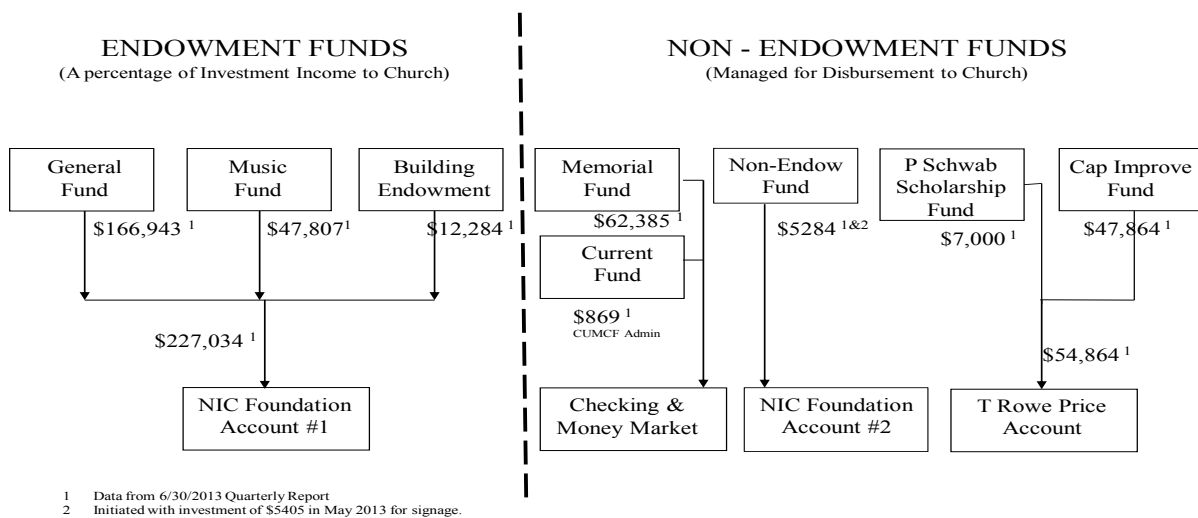 ENDOWMENT FUNDS
(A percentage of Investment Income to Church)
General
Fund
$166,943 1
Music
Fund
$47,807 1
Building
Endowment
$12,284 1
$227,034 1
NIC Foundation
Account #1
NON - ENDOWMENT FUNDS
(Managed for Disbursement to Church)
Memorial
Fund
$62,385 1
Current
Fund
$869 1
CUMCF Admin
Checking &
Money Market
Non-Endow
Fund
$5284 1&2
NIC Foundation
Account #2
P Schwab
Scholarship
Fund
$7,000 1
Cap Improve
Fund
$47,864 1
$54,864 1
T Rowe Price
Account
1 Data from 6/30/2013 Quarterly Report
2 Initiated with investment of $5405 in May 2013 for signage.